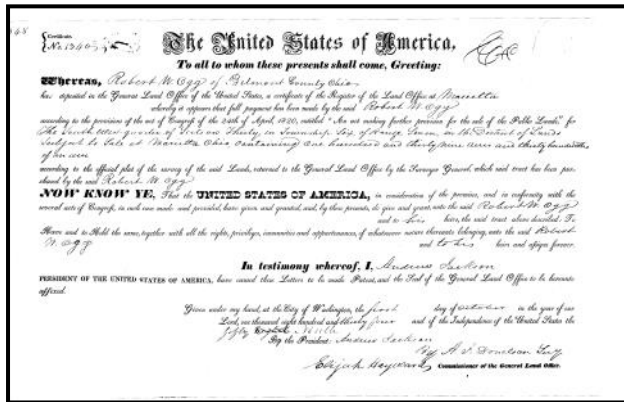 Certificate
No. 1340
The United States of America,
To all to whom these presents shall come, Greeting:
Whereas, Robert W. Ogg of Belmont County Ohio
has deposited in the General Land Office of the United States, a certificate of the Register of the Land Office at Marietta
whereby it appears that full payment has been made by the said Robert W. Ogg
according to the provisions of the act of Congress of the 24th of April, 1820, entitled "An act making further provision for the sale of the Public Lands," for
The South West quarter of Section Thirty, in Township Six, of Range Seven, in the District of Lands
Subject to Sale at Marietta Ohio, containing one hundred and thirty nine acres and thirty hundredths
of an acre
according to the official plat of the survey of the said Lands, returned to the General Land Office by the Surveyor General, which said tract has been pur-
chased by the said Robert W. Ogg
NOW KNOW YE, That the UNITED STATES OF AMERICA, in consideration of the premises, and in conformity with the
several acts of Congress, in such case made and provided, have given and granted, and, by these presents, do give and grant, unto the said Robert W. Ogg
and to his heirs, the said tract above described: To
Have and to Hold the same, together with all the rights, privileges, immunities and appurtenances, of whatsoever nature thereunto belonging, unto the said Robert
W. Ogg and to his heirs and assigns forever.
In testimony whereof, I, Andrew Jackson
PRESIDENT OF THE UNITED STATES OF AMERICA, have caused these Letters to be made Patent, and the Seal of the General Land Office to be hereunto
affixed.
Given under my hand, at the City of Washington, the first day of October in the year of our
Lord, one thousand eight hundred and thirty four and of the Independence of the United States the
fifty Ninth
By the President: Andrew Jackson
By A. J. Donelson Secy
Elijah Hayward Commissioner of the General Land Office.